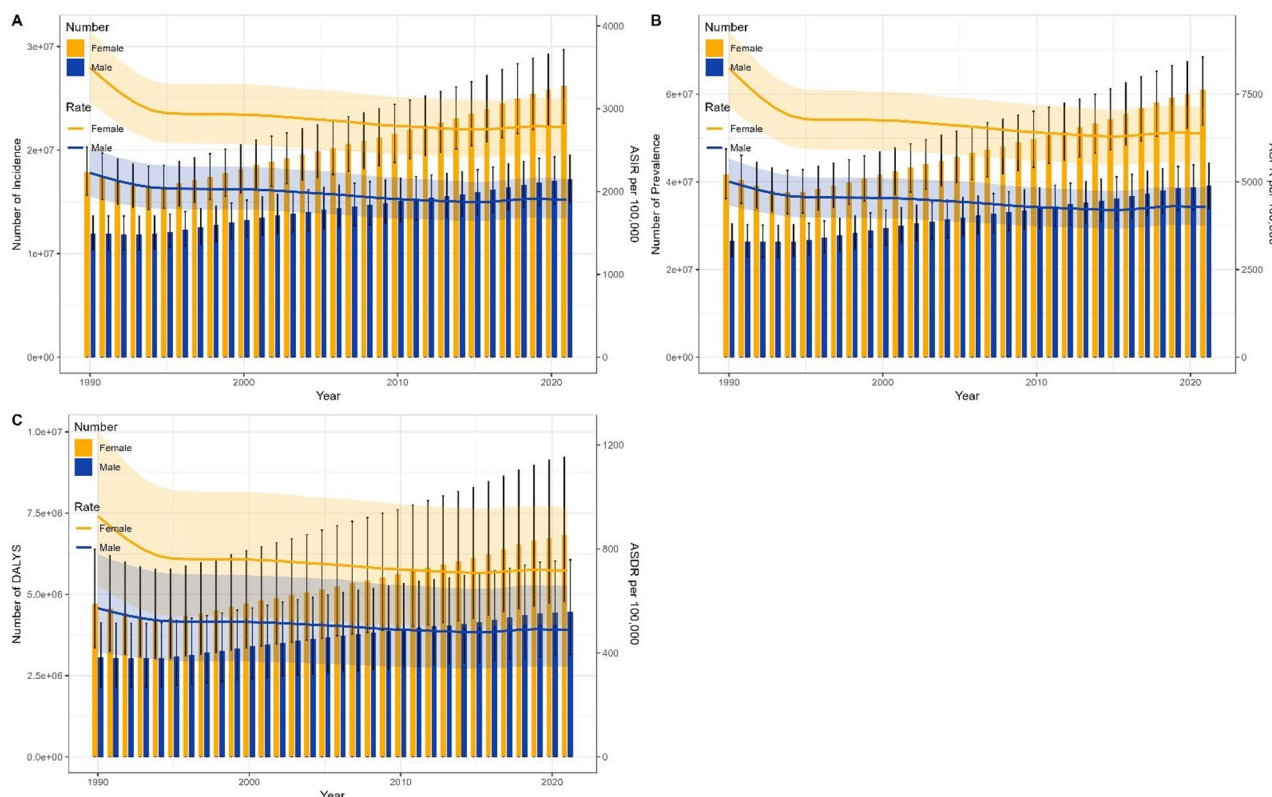 A
Number
Female
Male
Rate
Female
Male
3e+07
2e+07
1e+07
0e+00
Number of Incidence
4000
3000
2000
1000
0
ASIR per 100,000
1990
2000
2010
2020
Year
B
Number
Female
Male
Rate
Female
Male
6e+07
4e+07
2e+07
0e+00
Number of Prevalence
7500
5000
2500
0
1990
2000
2010
2020
Year
C
Number
Female
Male
Rate
Female
Male
1.0e+07
7.5e+06
5.0e+06
2.5e+06
0.0e+00
Number of DALYS
1200
800
400
0
ASDR per 100,000
1990
2000
2010
2020
Year